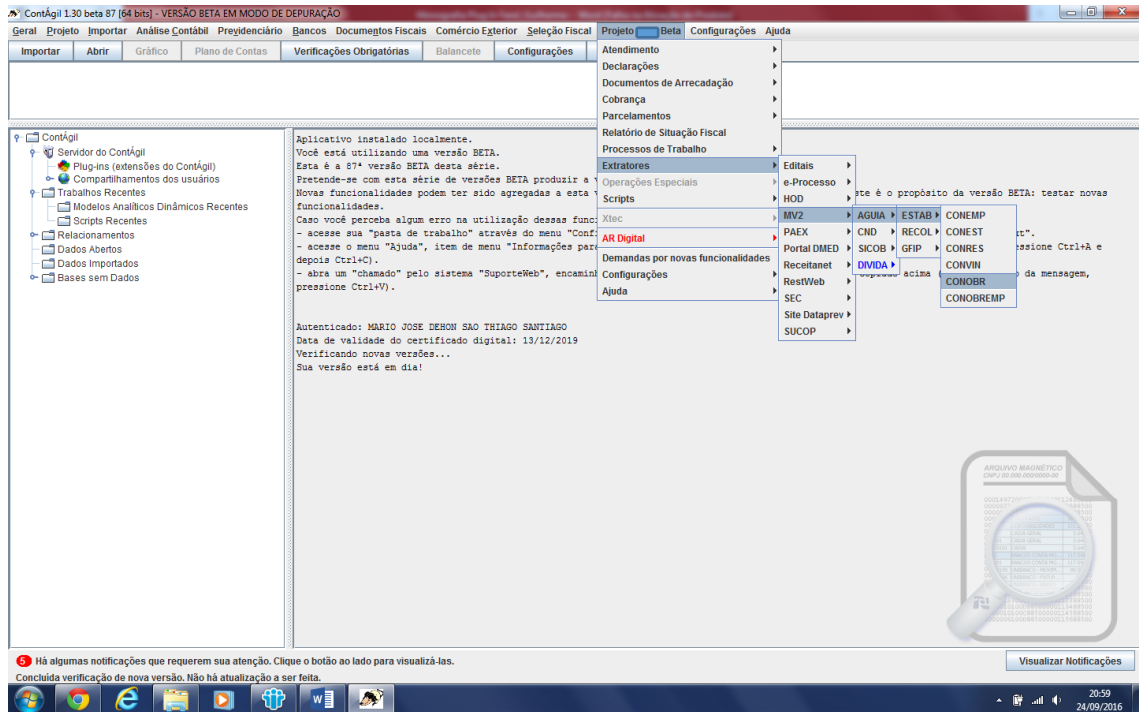 ContÁgil 1.30 beta 87 [64 bits] - VERSÃO BETA EM MODO DE DEPURAÇÃO
Geral Projeto Importar Análise Contábil Previdenciário Bancos Documentos Fiscais Comércio Exterior Seleção Fiscal Projeto Beta Configurações Ajuda
Importar Abrir Gráfico Plano de Contas Verificações Obrigatórias Balancete Configurações
Atendimento
Declarações
Documentos de Arrecadação
Cobrança
Parcelamentos
Relatório de Situação Fiscal
Processos de Trabalho
Extratores
Operações Especiais
Scripts
Xtec
AR Digital
Demandas por novas funcionalidades
Configurações
Ajuda
Editais
e-Processo
HOD
MV2
PAEX
Portal DMED
Receitanet
RestWeb
SEC
Site Dataprev
SUCOP
AGUIA
CND
SICOB
DIVIDA
ESTAB
RECOL
GFIP
CONEMP
CONEST
CONRES
CONVIN
CONOBR
CONOBREMP
ContÁgil
Servidor do ContÁgil
Plug-ins (extensões do ContÁgil)
Compartilhamentos dos usuários
Trabalhos Recentes
Modelos Analíticos Dinâmicos Recentes
Scripts Recentes
Relacionamentos
Dados Abertos
Dados Importados
Bases sem Dados
Aplicativo instalado localmente.
Você está utilizando uma versão BETA.
Esta é a 87ª versão BETA desta série.
Pretende-se com esta série de versões BETA produzir a
Novas funcionalidades podem ter sido agregadas a esta ste é o propósito da versão BETA: testar novas
funcionalidades.
Caso você perceba algum erro na utilização dessas func
- acesse sua "pasta de trabalho" através do menu "Conf xt".
- acesse o menu "Ajuda", item de menu "Informações para ssione Ctrl+A e
depois Ctrl+C).
- abra um "chamado" pelo sistema "SuporteWeb", encamin acima da mensagem,
pressione Ctrl+V).
Autenticado: MARIO JOSE DEHON SAO THIAGO SANTIAGO
Data de validade do certificado digital: 13/12/2019
Verificando novas versões...
Sua versão está em dia!
ARQUIVO MAGNÉTICO
5 Há algumas notificações que requerem sua atenção. Clique o botão ao lado para visualizá-las.
Visualizar Notificações
Concluída verificação de nova versão. Não há atualização a ser feita.
20:59
24/09/2016